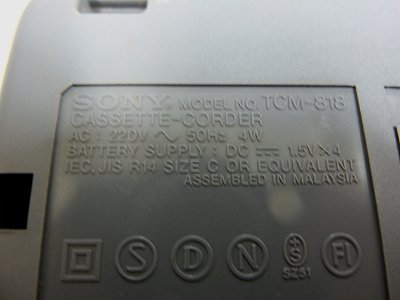 SONY® MODEL NO. TCM-818
CASSETTE-CORDER
AC : 220V ∼ 50Hz 4W
BATTERY SUPPLY : DC ⎓ 1.5V×4
IEC, JIS R14 SIZE C OR EQUIVALENT
ASSEMBLED IN MALAYSIA
S D N S FI
SZ51